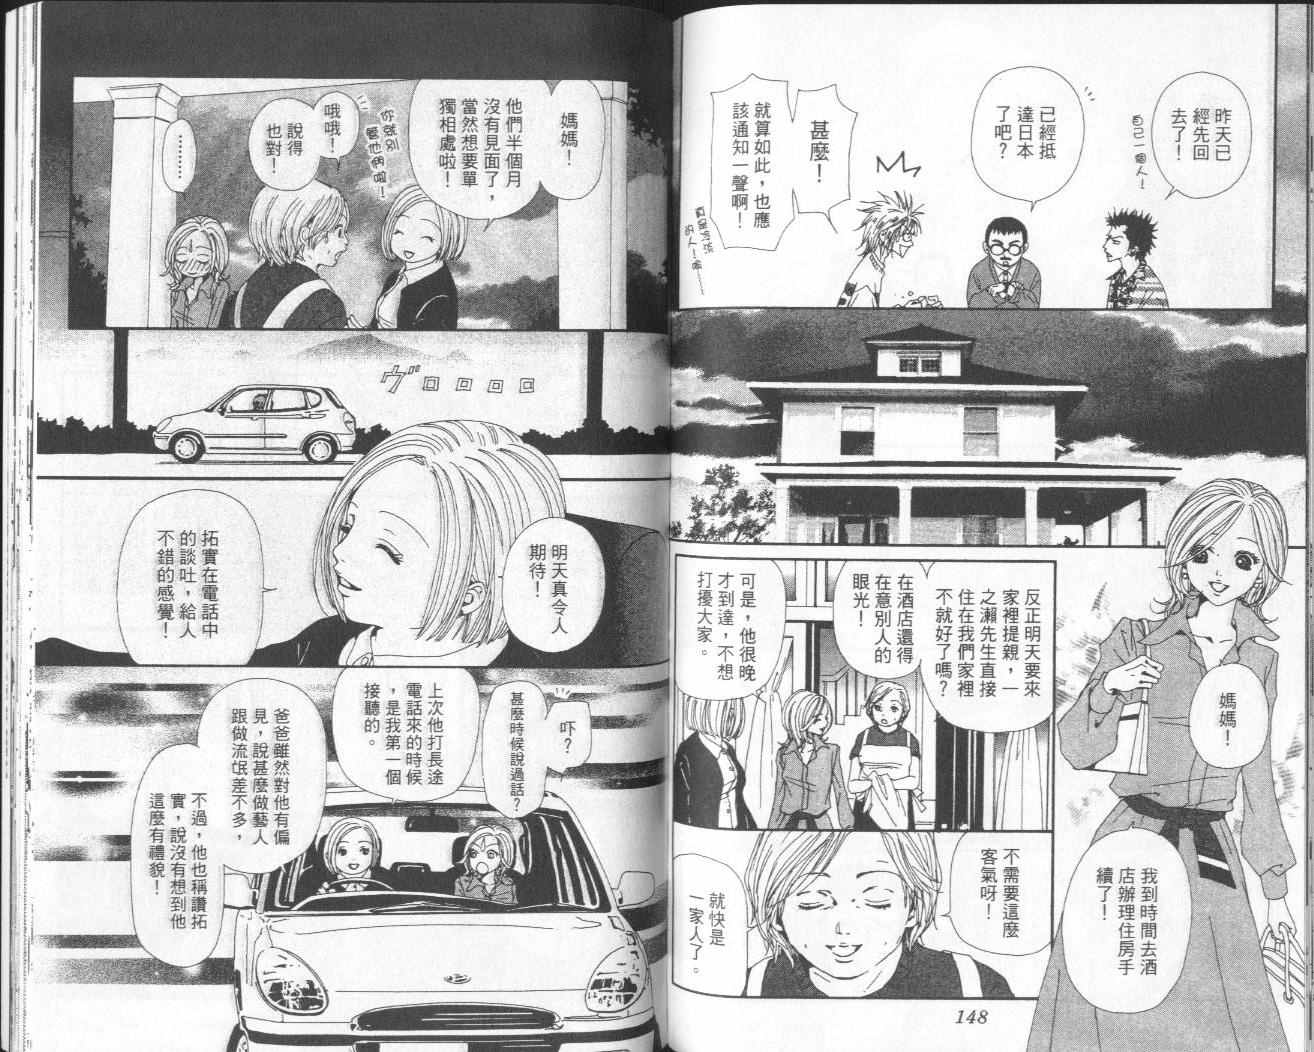 昨天已
經先回
去了！
自己一個人！
已經抵
達日本
了吧？
甚麼！
就算如此，也應
該通知一聲啊！
媽媽！
我到時間去酒
店辦理住房手
續了！
反正明天要來
家裡提親，一
之瀨先生直接
住在我們家裡
不就好了嗎？
在酒店還得
在意別人的
眼光！
可是，他很晚
才到達，不想
打擾大家。
不需要這麼
客氣呀！
就快是
一家人了。
148
媽媽！
他們半個月
沒有見面了，
當然想要單
獨相處啦！
你就別
管他倆啦！
哦哦！
說得
也對！
………
ヴロロロロ
明天真令人
期待！
拓實在電話中
的談吐，給人
不錯的感覺！
吓？
甚麼時候說過話？
上次他打長途
電話來的時候
，是我第一個
接聽的。
爸爸雖然對他有偏
見，說甚麼做藝人
跟做流氓差不多，
不過，他也稱讚拓
實，說沒有想到他
這麼有禮貌！